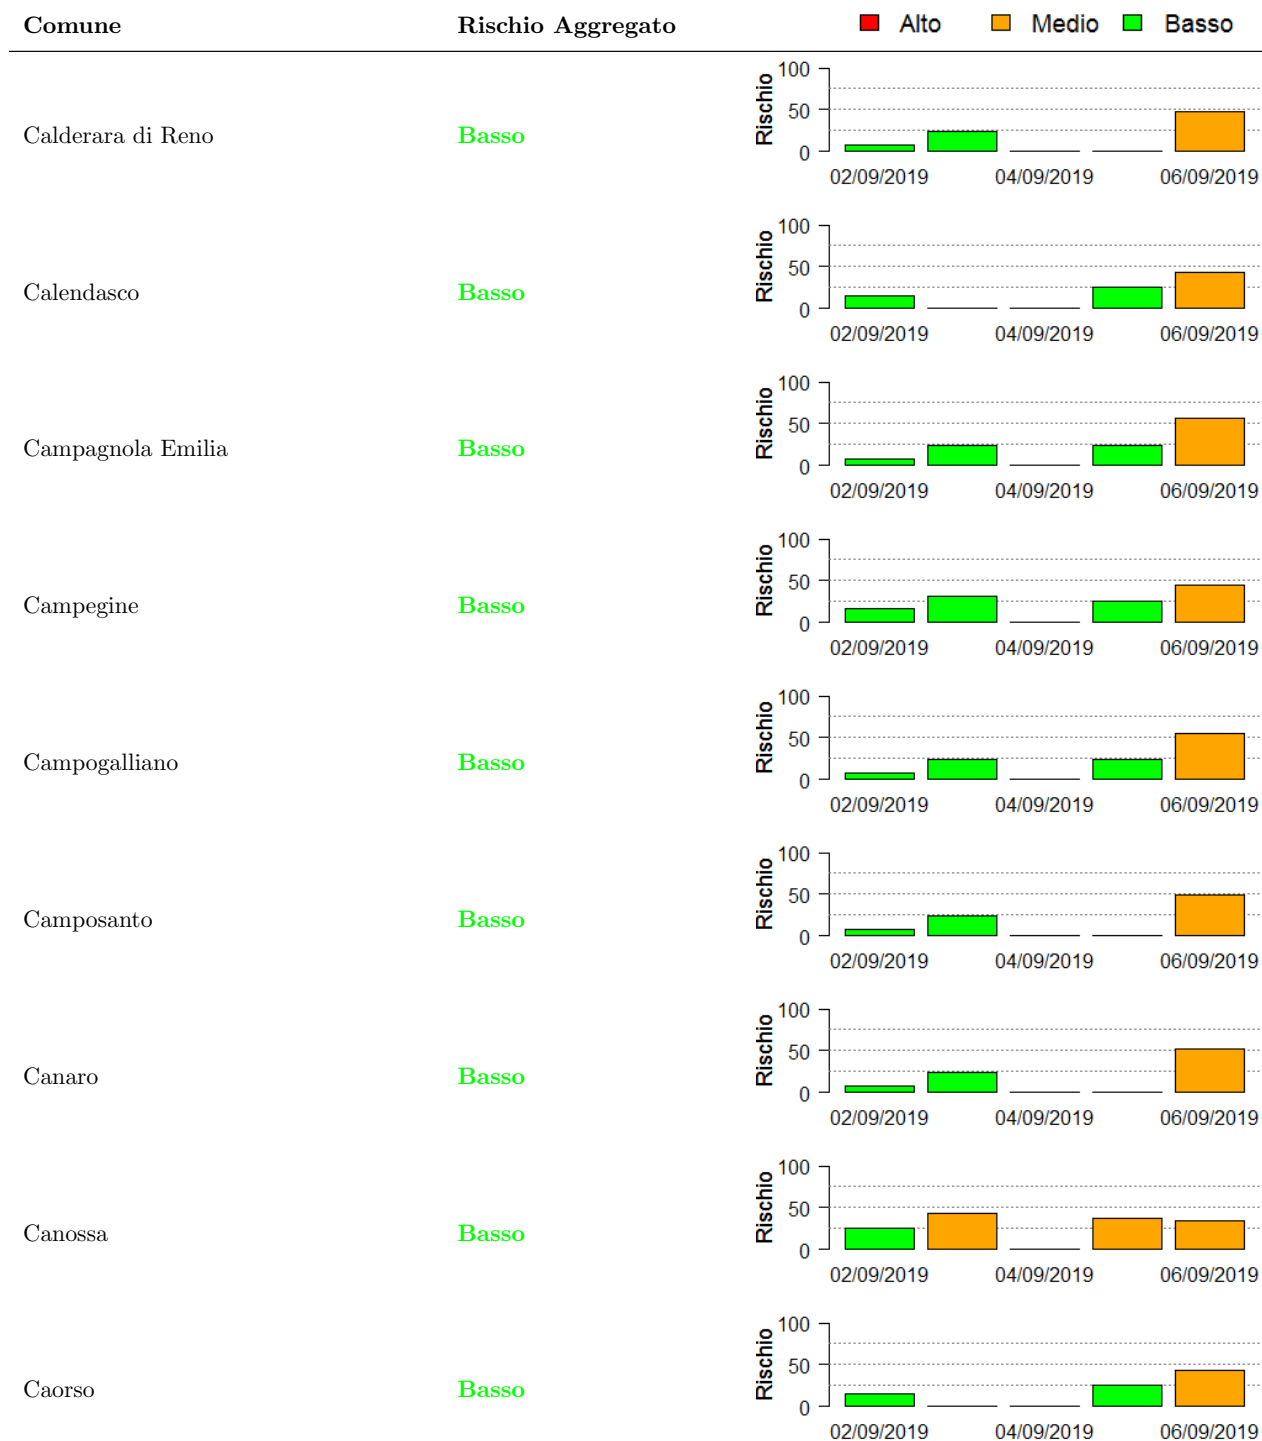 Comune Rischio Aggregato Alto Medio Basso
Calderara di Reno Basso Rischio 100 50 0
02/09/2019 04/09/2019 06/09/2019
Calendasco Basso Rischio 100 50 0
02/09/2019 04/09/2019 06/09/2019
Campagnola Emilia Basso Rischio 100 50 0
02/09/2019 04/09/2019 06/09/2019
Campegine Basso Rischio 100 50 0
02/09/2019 04/09/2019 06/09/2019
Campogalliano Basso Rischio 100 50 0
02/09/2019 04/09/2019 06/09/2019
Camposanto Basso Rischio 100 50 0
02/09/2019 04/09/2019 06/09/2019
Canaro Basso Rischio 100 50 0
02/09/2019 04/09/2019 06/09/2019
Canossa Basso Rischio 100 50 0
02/09/2019 04/09/2019 06/09/2019
Caorso Basso Rischio 100 50 0
02/09/2019 04/09/2019 06/09/2019